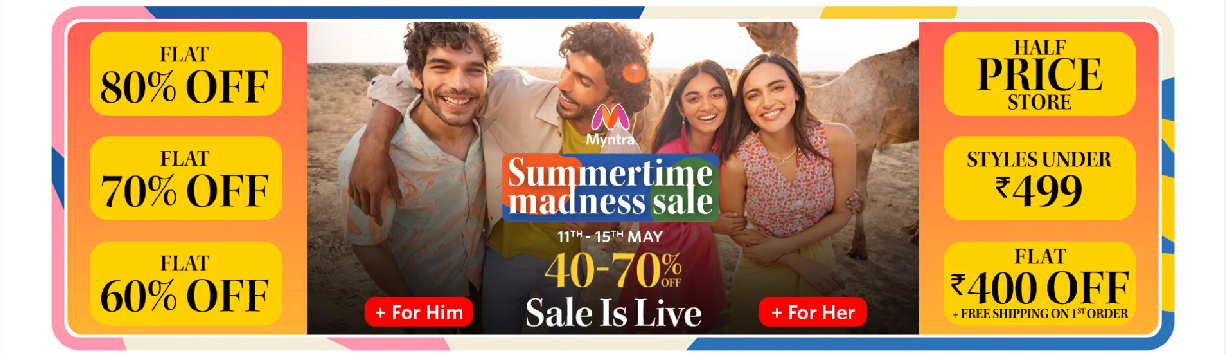 FLAT
80% OFF
FLAT
70% OFF
FLAT
60% OFF
Myntra
Summertime
madness sale
11TH - 15TH MAY
40-70% OFF
Sale Is Live
+ For Him
+ For Her
HALF
PRICE
STORE
STYLES UNDER
₹499
FLAT
₹400 OFF
+ FREE SHIPPING ON 1ST ORDER